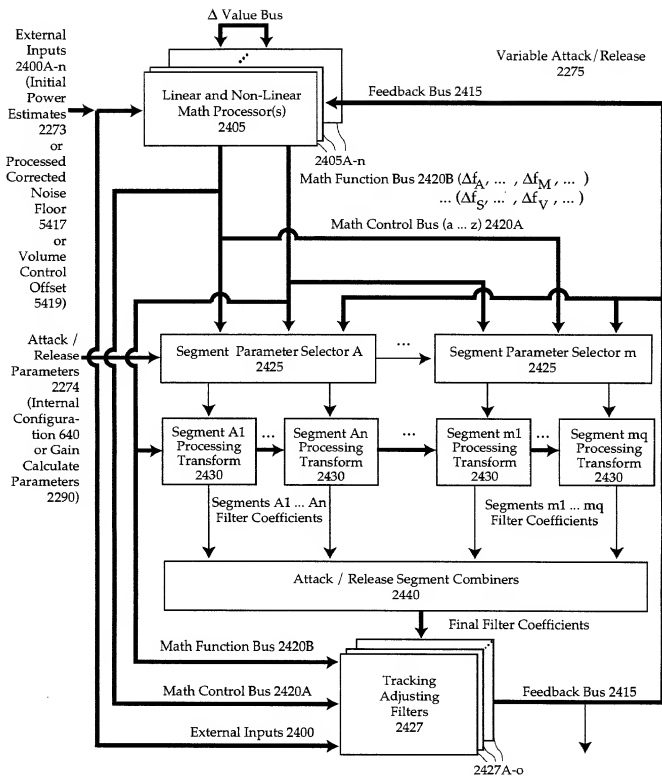 Δ Value Bus
External
Inputs
2400A-n
(Initial
Power
Estimates
2273
or
Processed
Corrected
Noise
Floor
5417
or
Volume
Control
Offset
5419)
Linear and Non-Linear
Math Processor(s)
2405
2405A-n
Variable Attack/Release
2275
Feedback Bus 2415
Math Function Bus 2420B (Δf_A, ... , Δf_M, ... )
... (Δf_S, ... , Δf_V, ... )
Math Control Bus (a ... z) 2420A
Attack /
Release
Parameters
2274
(Internal
Configura-
tion 640
or Gain
Calculate
Parameters
2290)
Segment Parameter Selector A
2425
...
Segment Parameter Selector m
2425
Segment A1
Processing
Transform
2430
...
Segment An
Processing
Transform
2430
...
Segment m1
Processing
Transform
2430
...
Segment mq
Processing
Transform
2430
Segments A1 ... An
Filter Coefficients
Segments m1 ... mq
Filter Coefficients
Attack / Release Segment Combiners
2440
Final Filter Coefficients
Math Function Bus 2420B
Math Control Bus 2420A
External Inputs 2400
Tracking
Adjusting
Filters
2427
2427A-o
Feedback Bus 2415